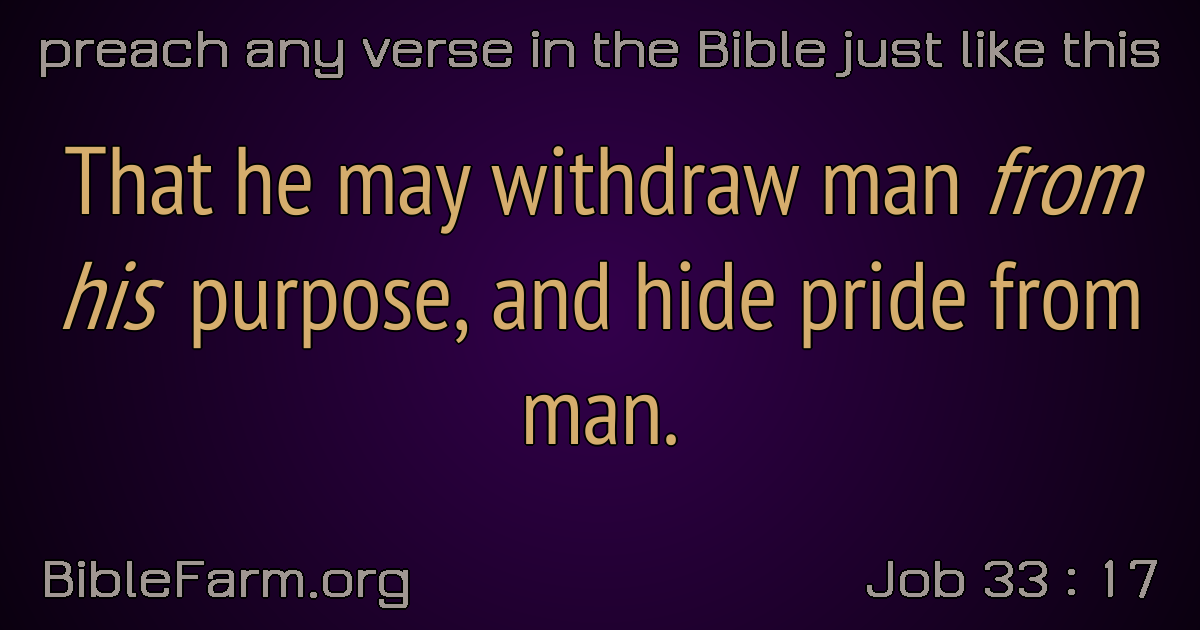 preach any verse in the Bible just like this
That he may withdraw man from
his purpose, and hide pride from
man.
BibleFarm.org
Job 33 : 17